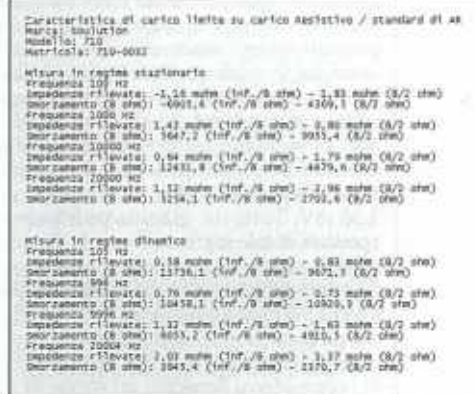 Caratteristica di carico limite su carico Resistivo / standard di AR
Marca: Soulution
Modello: 710
Matricola: 710-0032
Misura in regime stazionario
Frequenza 100 Hz
Impedenze rilevate: -1,16 mohm (inf./8 ohm) - 1,83 mohm (8/2 ohm)
Smorzamento (8 ohm): -6905,6 (inf./8 ohm) - 4369,5 (8/2 ohm)
Frequenza 1000 Hz
Impedenze rilevate: 1,42 mohm (inf./8 ohm) - 0,80 mohm (8/2 ohm)
Smorzamento (8 ohm): 5647,2 (inf./8 ohm) - 9953,4 (8/2 ohm)
Frequenza 10000 Hz
Impedenze rilevate: 0,64 mohm (inf./8 ohm) - 1,79 mohm (8/2 ohm)
Smorzamento (8 ohm): 12431,8 (inf./8 ohm) - 4479,6 (8/2 ohm)
Frequenza 20000 Hz
Impedenze rilevate: 1,52 mohm (inf./8 ohm) - 2,96 mohm (8/2 ohm)
Smorzamento (8 ohm): 5254,1 (inf./8 ohm) - 2702,6 (8/2 ohm)
Misura in regime dinamico
Frequenza 105 Hz
Impedenze rilevate: 0,58 mohm (inf./8 ohm) - 0,83 mohm (8/2 ohm)
Smorzamento (8 ohm): 13736,1 (inf./8 ohm) - 9671,3 (8/2 ohm)
Frequenza 994 Hz
Impedenze rilevate: 0,76 mohm (inf./8 ohm) - 0,73 mohm (8/2 ohm)
Smorzamento (8 ohm): 10458,1 (inf./8 ohm) - 10920,3 (8/2 ohm)
Frequenza 9996 Hz
Impedenze rilevate: 1,32 mohm (inf./8 ohm) - 1,63 mohm (8/2 ohm)
Smorzamento (8 ohm): 6055,2 (inf./8 ohm) - 4910,5 (8/2 ohm)
Frequenza 20004 Hz
Impedenze rilevate: 2,03 mohm (inf./8 ohm) - 3,37 mohm (8/2 ohm)
Smorzamento (8 ohm): 3945,4 (inf./8 ohm) - 2370,7 (8/2 ohm)